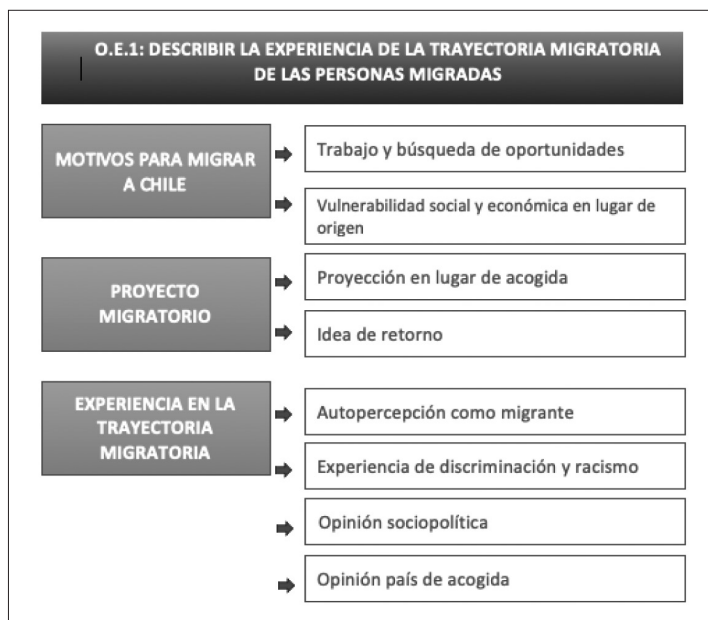 O.E.1: DESCRIBIR LA EXPERIENCIA DE LA TRAYECTORIA MIGRATORIA
DE LAS PERSONAS MIGRADAS
MOTIVOS PARA MIGRAR
A CHILE
Trabajo y búsqueda de oportunidades
Vulnerabilidad social y económica en lugar de
origen
PROYECTO
MIGRATORIO
Proyección en lugar de acogida
Idea de retorno
EXPERIENCIA EN LA
TRAYECTORIA
MIGRATORIA
Autopercepción como migrante
Experiencia de discriminación y racismo
Opinión sociopolítica
Opinión país de acogida